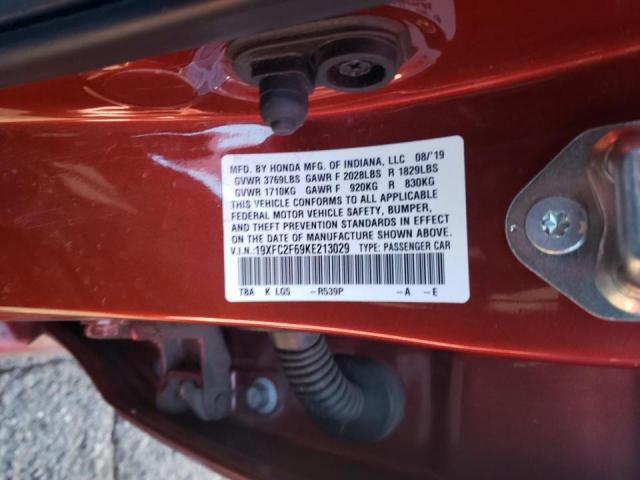 MFD. BY HONDA MFG. OF INDIANA, LLC 08/'19
GVWR 3769LBS GAWR F 2028LBS R 1829LBS
GVWR 1710KG GAWR F 920KG R 830KG
THIS VEHICLE CONFORMS TO ALL APPLICABLE
FEDERAL MOTOR VEHICLE SAFETY, BUMPER,
AND THEFT PREVENTION STANDARDS IN EFFECT
ON THE DATE OF MANUFACTURE SHOWN ABOVE.
V.I.N.:19XFC2F69KE213029 TYPE: PASSENGER CAR
TBA K LG5 -R539P -A -E